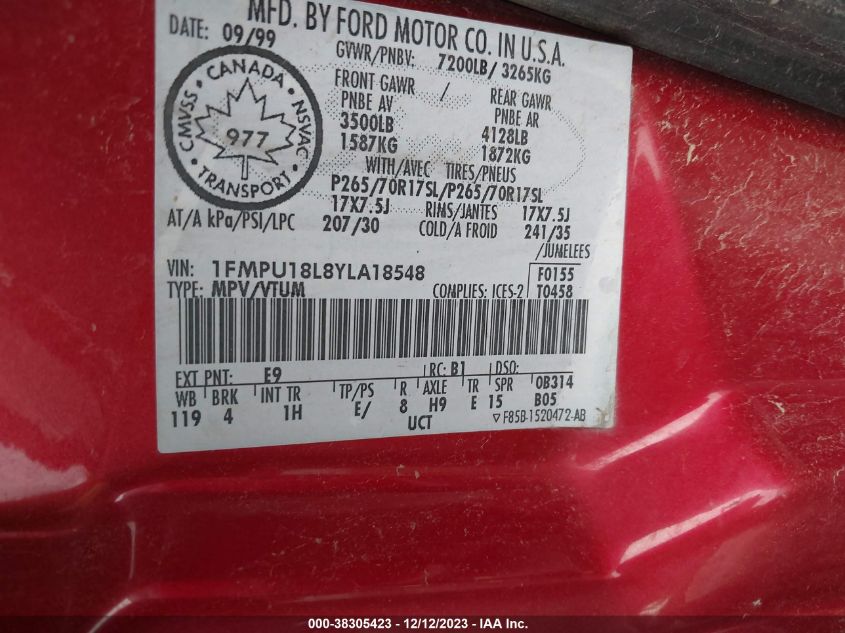 MFD. BY FORD MOTOR CO. IN U.S.A.
DATE: 09/99
GVWR/PNBV: 7200LB/ 3265KG
CANADA
CMVSS NSVAC
977
TRANSPORT
FRONT GAWR / REAR GAWR
PNBE AV PNBE AR
3500LB 4128LB
1587KG 1872KG
WITH/AVEC TIRES/PNEUS
P265/70R17SL/P265/70R17SL
17X7.5J RIMS/JANTES 17X7.5J
AT/A kPa/PSI/LPC 207/30 COLD/A FROID 241/35
/JUMELEES
VIN: 1FMPU18L8YLA18548 F0155
TYPE: MPV/VTUM COMPLIES: ICES-2 T0458
EXT PNT: E9 RC: B1 DSO:
WB BRK INT TR TP/PS R AXLE TR SPR 0B314
119 4 1H E/ 8 H9 E 15 B05
UCT F85B-1520472-AB
000-38305423 - 12/12/2023 - IAA Inc.